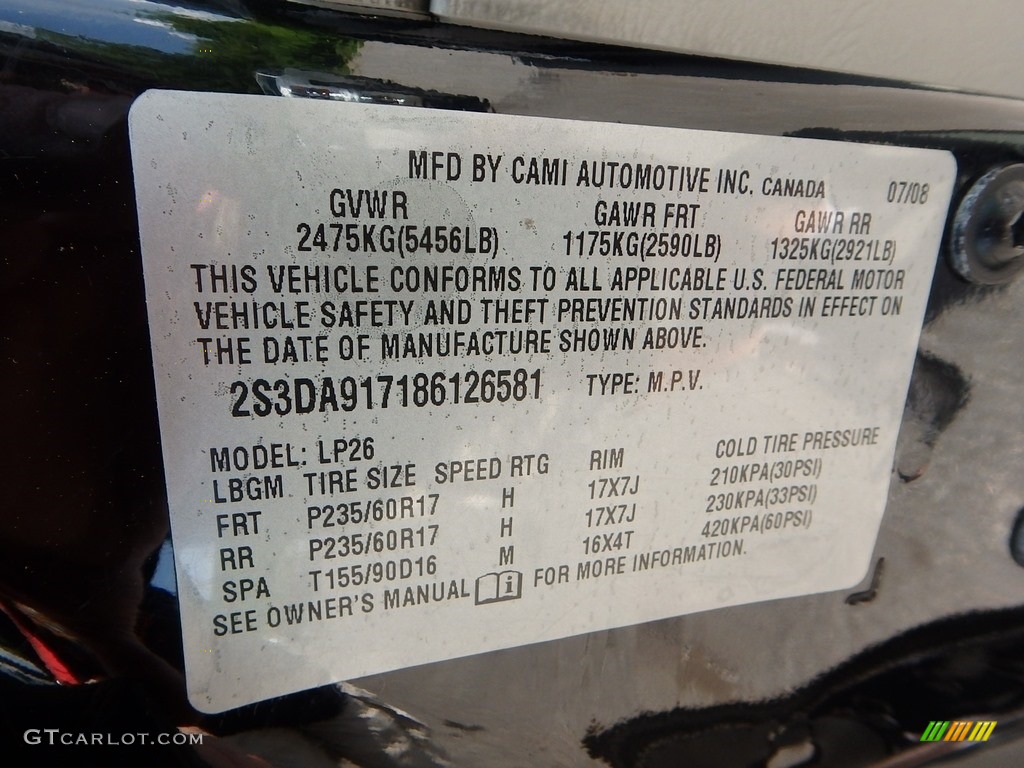 MFD BY CAMI AUTOMOTIVE INC. CANADA 07/08
GVWR GAWR FRT GAWR RR
2475KG(5456LB) 1175KG(2590LB) 1325KG(2921LB)
THIS VEHICLE CONFORMS TO ALL APPLICABLE U.S. FEDERAL MOTOR
VEHICLE SAFETY AND THEFT PREVENTION STANDARDS IN EFFECT ON
THE DATE OF MANUFACTURE SHOWN ABOVE.
2S3DA917186126581 TYPE: M.P.V.
MODEL: LP26
LBGM TIRE SIZE SPEED RTG RIM COLD TIRE PRESSURE
FRT P235/60R17 H 17X7J 210KPA(30PSI)
RR P235/60R17 H 17X7J 230KPA(33PSI)
SPA T155/90D16 M 16X4T 420KPA(60PSI)
SEE OWNER'S MANUAL FOR MORE INFORMATION.
GTCARLOT.COM